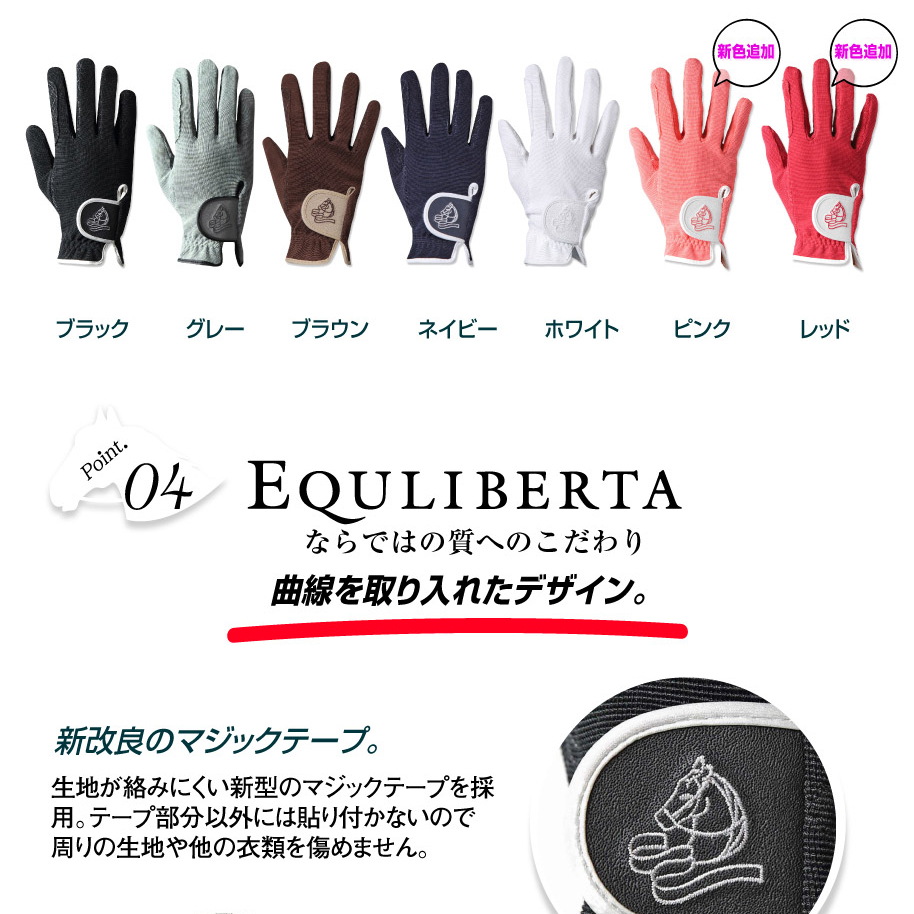 新色追加
新色追加
ブラック
グレー
ブラウン
ネイビー
ホワイト
ピンク
レッド
Point.
04
EQULIBERTA
ならではの質へのこだわり
曲線を取り入れたデザイン。
新改良のマジックテープ。
生地が絡みにくい新型のマジックテープを採
用。テープ部分以外には貼り付かないので
周りの生地や他の衣類を傷めません。